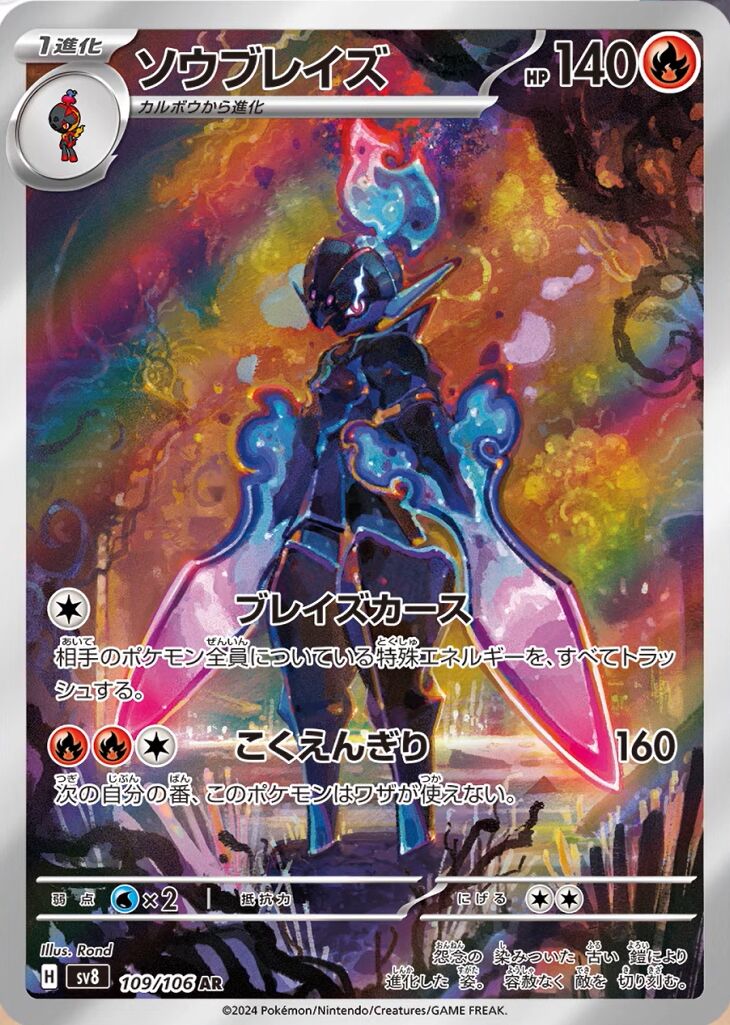 1進化
ソウブレイズ
HP 140
カルボウから進化
ブレイズカース
相手のポケモン全員についている特殊エネルギーを、すべてトラッ
シュする。
こくえんぎり 160
次の自分の番、このポケモンはワザが使えない。
弱点 ×2 抵抗力 にげる
Illus. Rond
H sv8 109/106 AR
怨念の 染みついた 古い 鎧により
進化した 姿。 容赦なく 敵を 切り刻む。
©2024 Pokémon/Nintendo/Creatures/GAME FREAK.